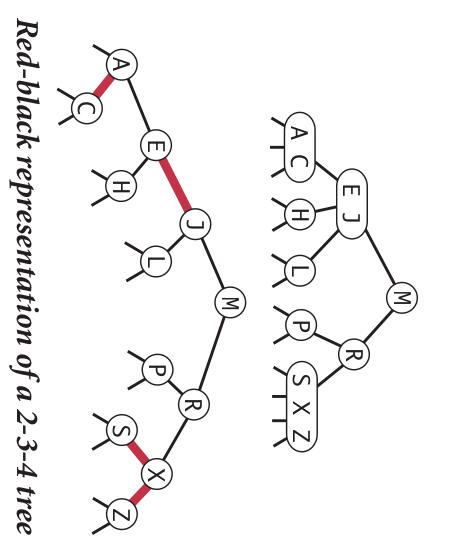 M
E J R
A C H L P S X Z
M
J R
E L P X
A H S Z
C
Red-black representation of a 2-3-4 tree